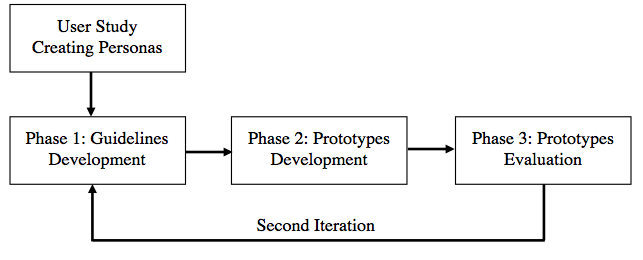 User Study
Creating Personas
Phase 1: Guidelines
Development
Phase 2: Prototypes
Development
Phase 3: Prototypes
Evaluation
Second Iteration